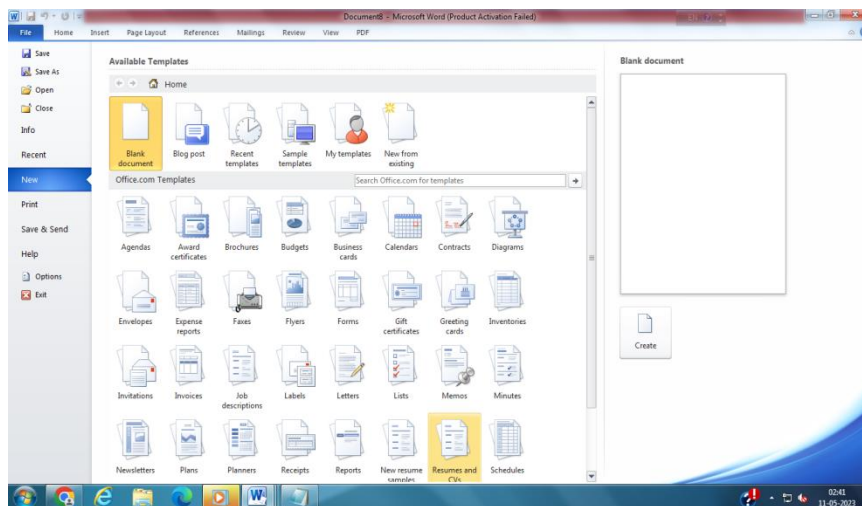 Document8 - Microsoft Word (Product Activation Failed)
File Home Insert Page Layout References Mailings Review View PDF
Save
Save As
Open
Close
Info
Recent
New
Print
Save & Send
Help
Options
Exit
Available Templates
Home
Blank document
Blog post
Recent templates
Sample templates
My templates
New from existing
Office.com Templates
Search Office.com for templates
Agendas
Award certificates
Brochures
Budgets
Business cards
Calendars
Contracts
Diagrams
Envelopes
Expense reports
Faxes
Flyers
Forms
Gift certificates
Greeting cards
Inventories
Invitations
Invoices
Job descriptions
Labels
Letters
Lists
Memos
Minutes
Newsletters
Plans
Planners
Receipts
Reports
New resume samples
Resumes and CVs
Schedules
Blank document
Create
02:41
11-05-2023